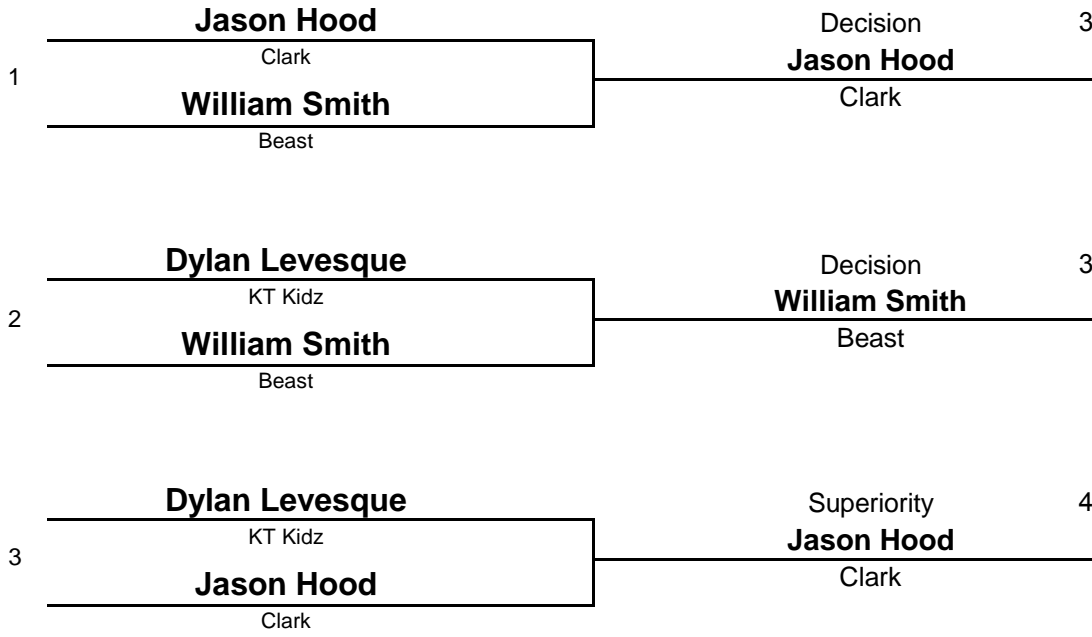 Jason Hood
Clark
1
William Smith
Beast
Decision 3
Jason Hood
Clark
Dylan Levesque
KT Kidz
2
William Smith
Beast
Decision 3
William Smith
Beast
Dylan Levesque
KT Kidz
3
Jason Hood
Clark
Superiority 4
Jason Hood
Clark